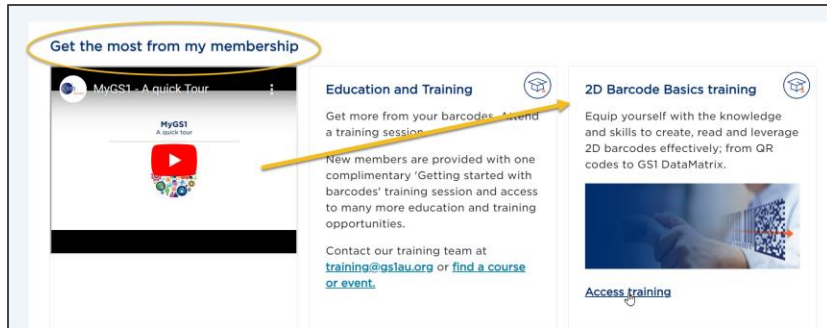 Get the most from my membership
MyGS1 - A quick Tour
MyGS1
A quick tour
Education and Training
Get more from your barcodes. Attend
a training session.
New members are provided with one
complimentary 'Getting started with
barcodes' training session and access
to many more education and training
opportunities.
Contact our training team at
training@gs1au.org or find a course
or event.
2D Barcode Basics training
Equip yourself with the knowledge
and skills to create, read and leverage
2D barcodes effectively; from QR
codes to GS1 DataMatrix.
Access training